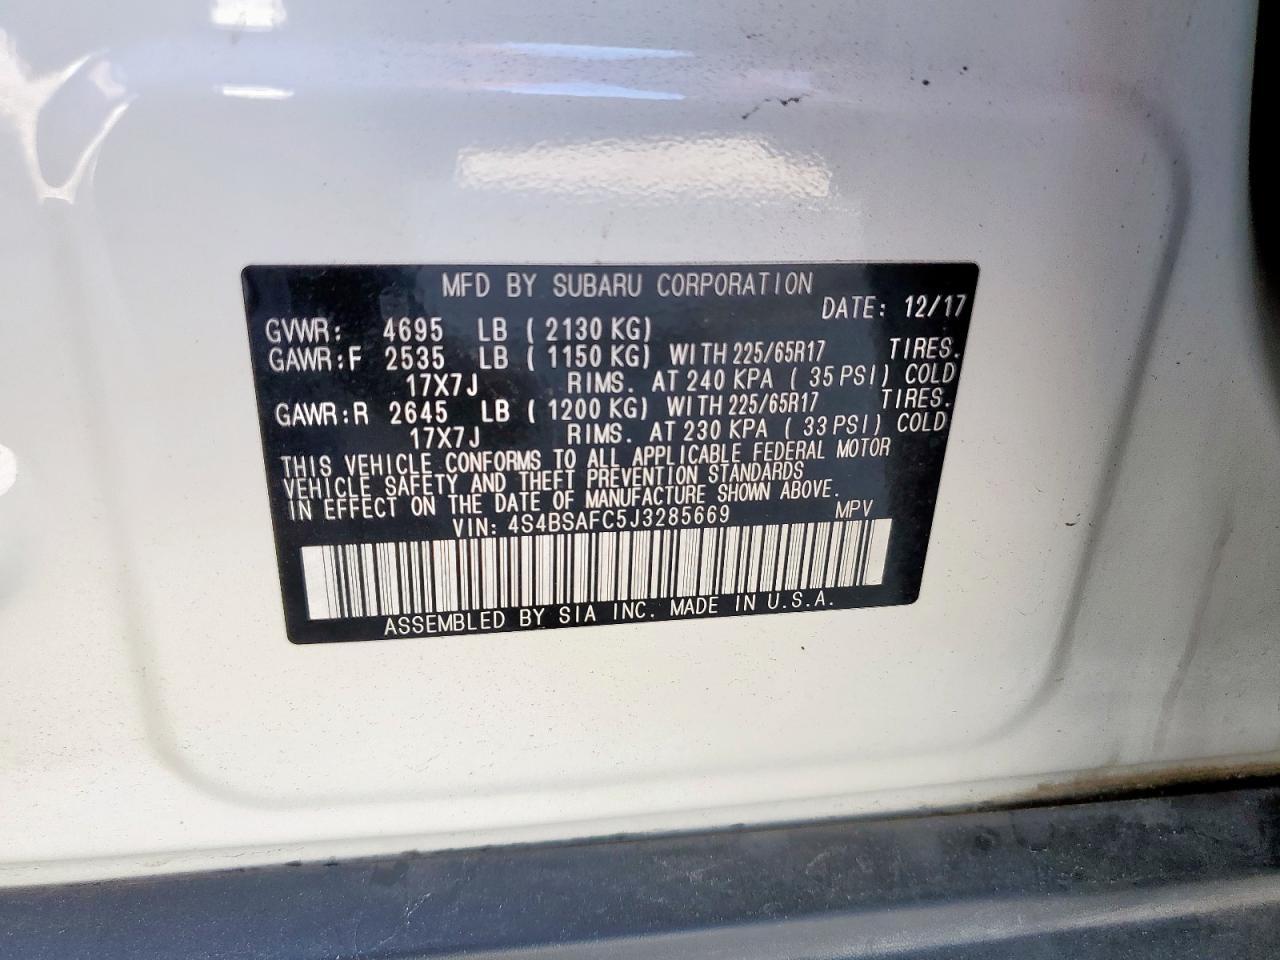 MFD BY SUBARU CORPORATION
DATE: 12/17
GVWR: 4695 LB ( 2130 KG)
GAWR:F 2535 LB ( 1150 KG) WITH 225/65R17 TIRES.
17X7J RIMS. AT 240 KPA ( 35 PSI) COLD
GAWR:R 2645 LB ( 1200 KG) WITH 225/65R17 TIRES.
17X7J RIMS. AT 230 KPA ( 33 PSI) COLD
THIS VEHICLE CONFORMS TO ALL APPLICABLE FEDERAL MOTOR
VEHICLE SAFETY AND THEFT PREVENTION STANDARDS
IN EFFECT ON THE DATE OF MANUFACTURE SHOWN ABOVE.
VIN: 4S4BSAFC5J3285669 MPV
ASSEMBLED BY SIA INC. MADE IN U.S.A.